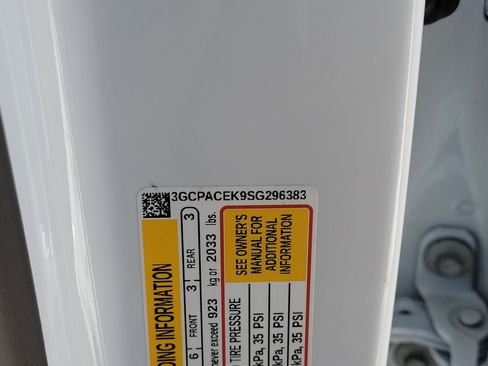 3GCPACEK9SG296383
DING INFORMATION
6 FRONT 3 REAR 3
never exceed 923 kg or 2033 lbs.
TIRE PRESSURE
SEE OWNER'S
MANUAL FOR
ADDITIONAL
INFORMATION
kPa, 35 PSI
kPa, 35 PSI
kPa, 35 PSI